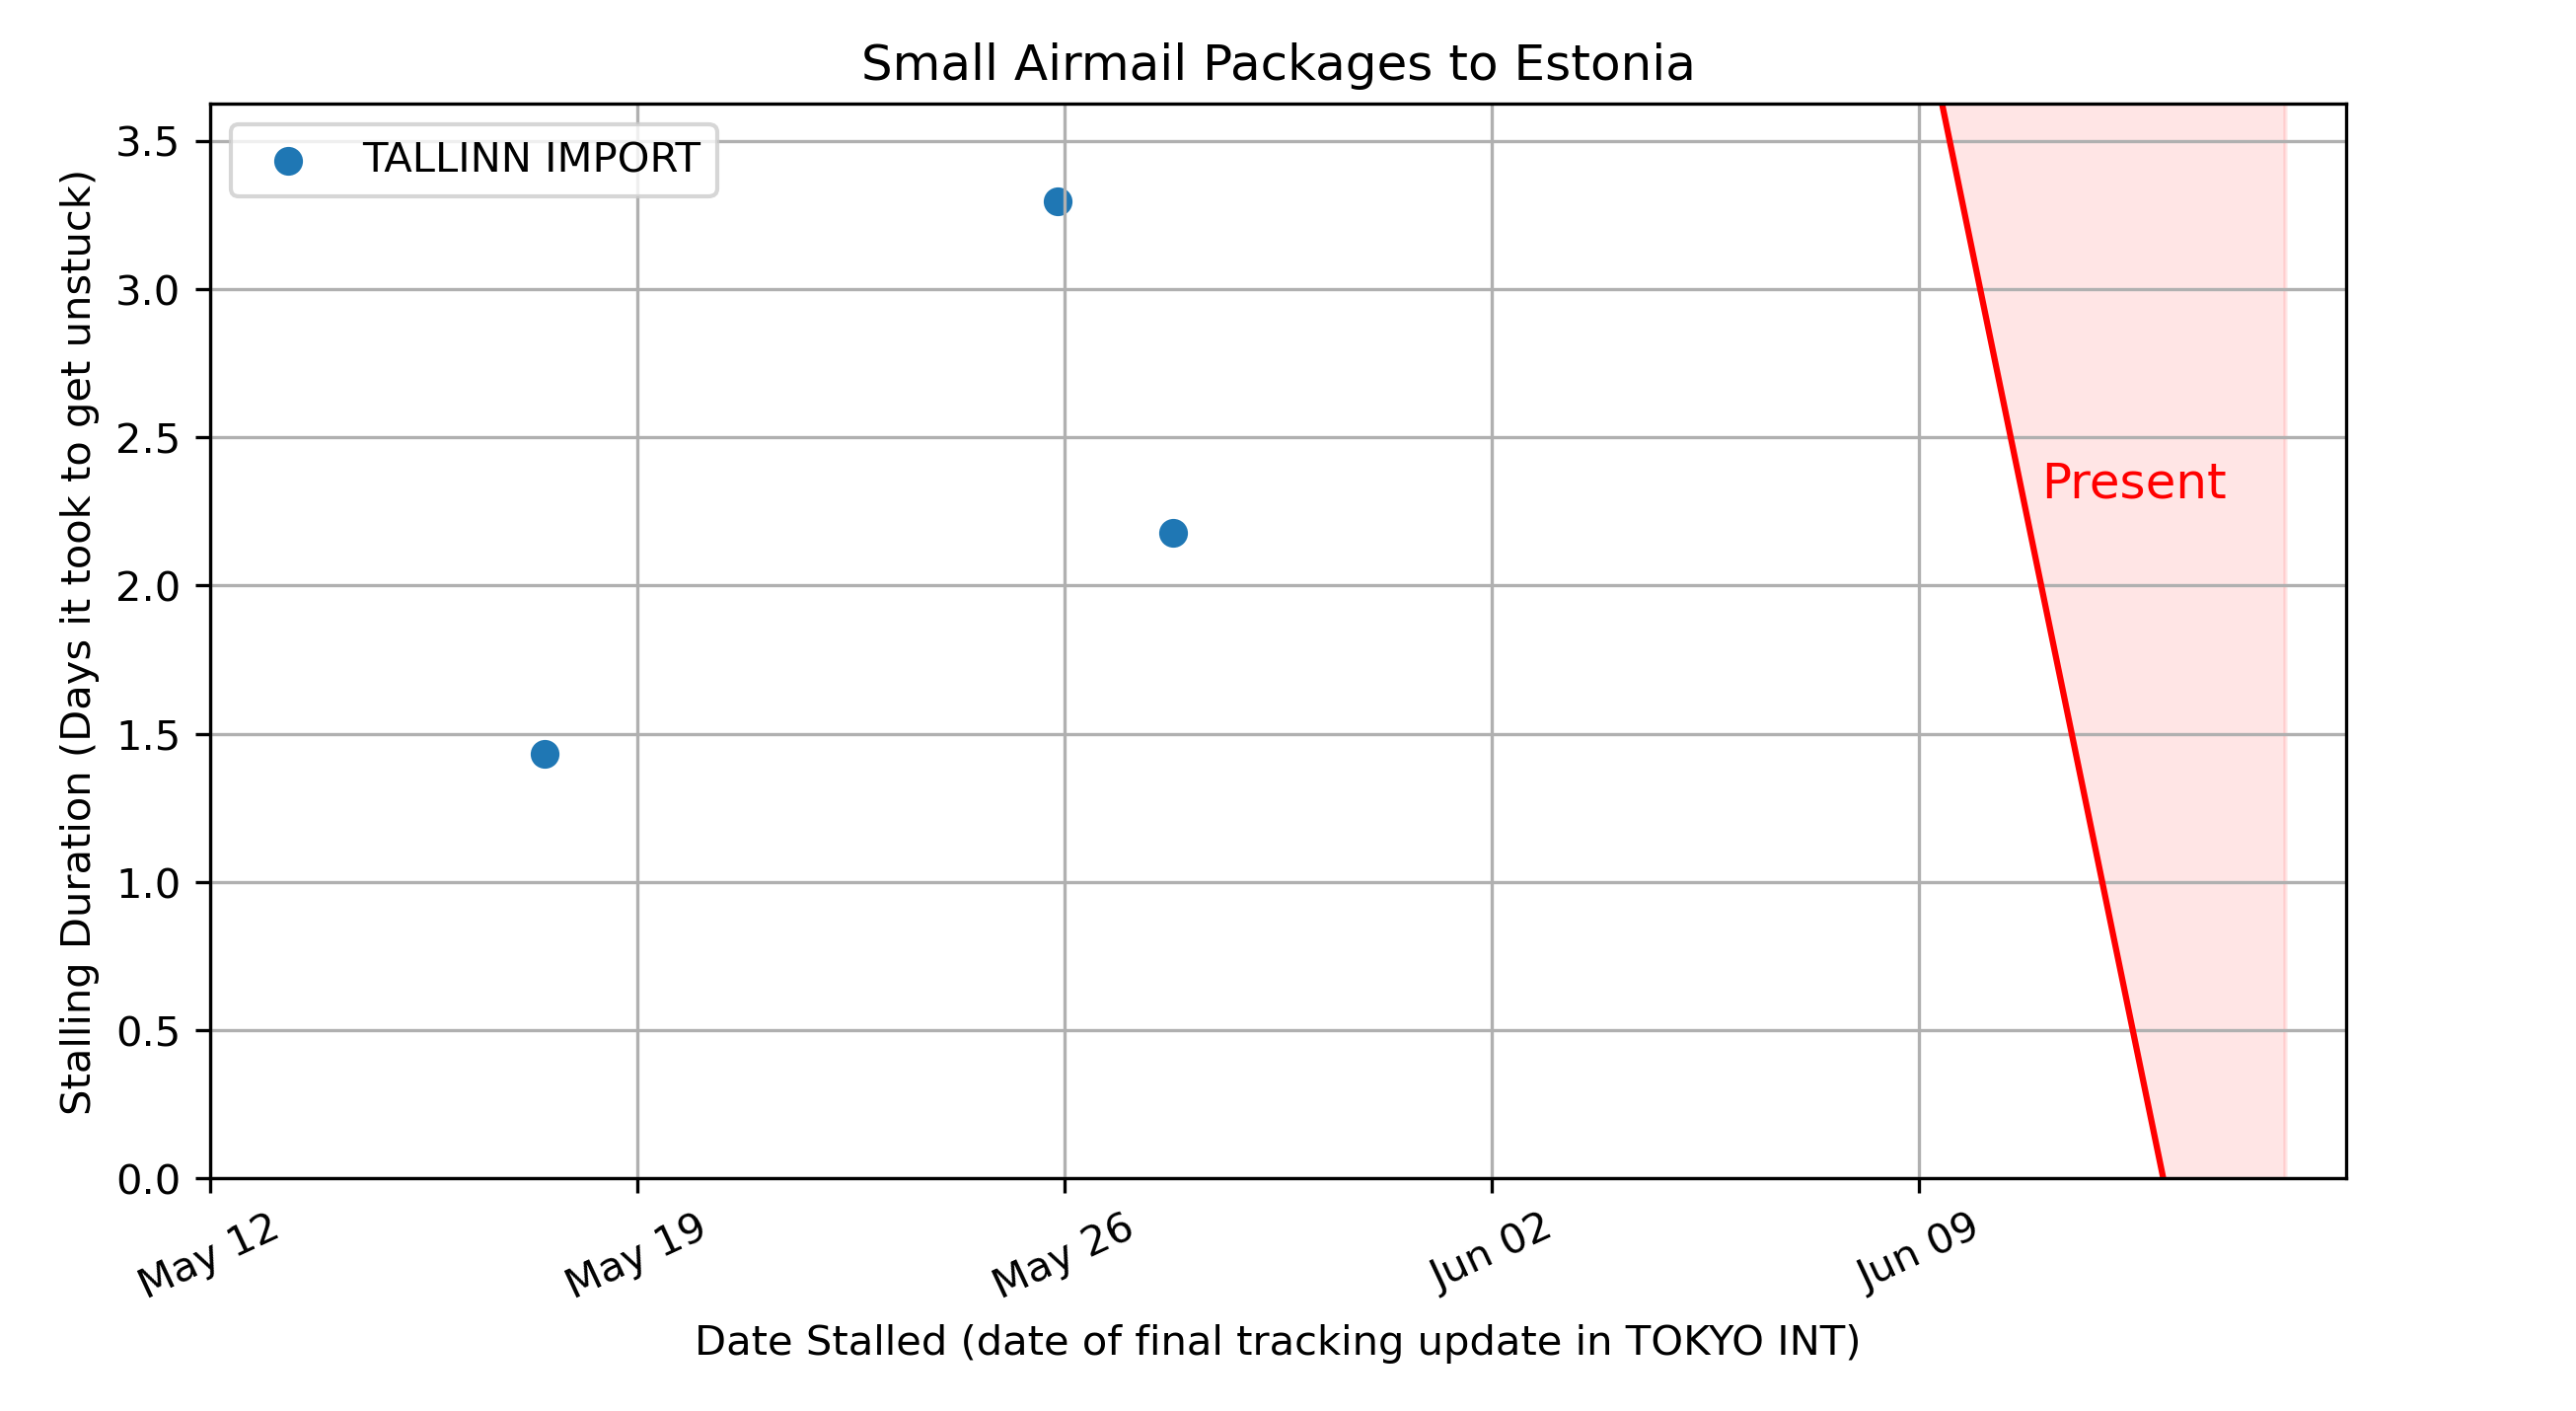 Small Airmail Packages to Estonia
TALLINN IMPORT
Stalling Duration (Days it took to get unstuck)
3.5
3.0
2.5
2.0
1.5
1.0
0.5
0.0
Present
May 12
May 19
May 26
Jun 02
Jun 09
Date Stalled (date of final tracking update in TOKYO INT)